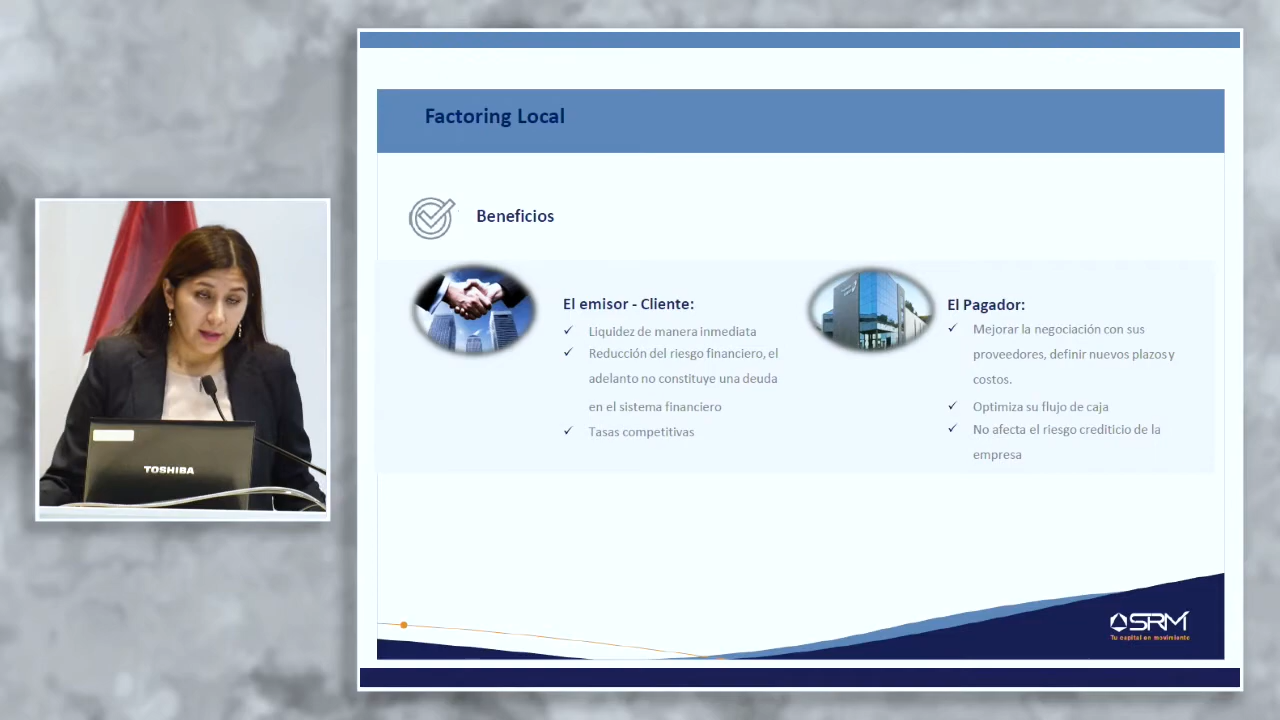 Factoring Local
Beneficios
El emisor - Cliente:
✓ Liquidez de manera inmediata
✓ Reducción del riesgo financiero, el
adelanto no constituye una deuda
en el sistema financiero
✓ Tasas competitivas
El Pagador:
✓ Mejorar la negociación con sus
proveedores, definir nuevos plazos y
costos.
✓ Optimiza su flujo de caja
✓ No afecta el riesgo crediticio de la
empresa
TOSHIBA
SRM
Tu capital en movimiento